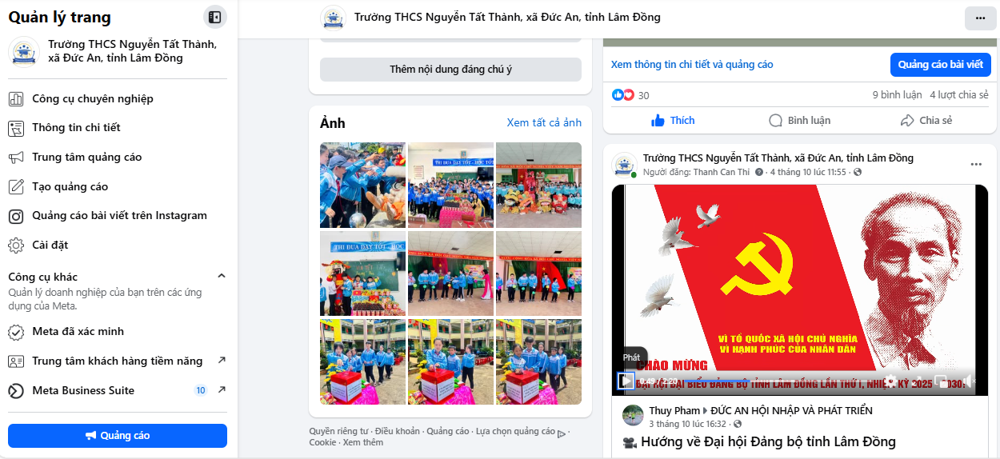 Quản lý trang
Trường THCS Nguyễn Tất Thành,
xã Đức An, tỉnh Lâm Đồng
Công cụ chuyên nghiệp
Thông tin chi tiết
Trung tâm quảng cáo
Tạo quảng cáo
Quảng cáo bài viết trên Instagram
Cài đặt
Công cụ khác
Quản lý doanh nghiệp của bạn trên các ứng
dụng của Meta.
Meta đã xác minh
Trung tâm khách hàng tiềm năng
Meta Business Suite 10
Quảng cáo
Trường THCS Nguyễn Tất Thành, xã Đức An, tỉnh Lâm Đồng
Thêm nội dung đáng chú ý
Ảnh Xem tất cả ảnh
THI ĐUA DẠY TỐT - HỌC TỐT
THI ĐUA DẠY TỐT - HỌC
Quyền riêng tư · Điều khoản · Quảng cáo · Lựa chọn quảng cáo ·
Cookie · Xem thêm
Xem thông tin chi tiết và quảng cáo Quảng cáo bài viết
30 9 bình luận 4 lượt chia sẻ
Thích Bình luận Chia sẻ
Trường THCS Nguyễn Tất Thành, xã Đức An, tỉnh Lâm Đồng
Người đăng: Thanh Can Thi · 4 tháng 10 lúc 11:55 ·
VÌ TỔ QUỐC XÃ HỘI CHỦ NGHĨA
VÌ HẠNH PHÚC CỦA NHÂN DÂN
Phát
CHÀO MỪNG
0:49 / 2:20
ĐẠI HỘI ĐẠI BIỂU ĐẢNG BỘ TỈNH LÂM ĐỒNG LẦN THỨ I, NHIỆM KỲ 2025 - 2030
Thuy Pham ĐỨC AN HỘI NHẬP VÀ PHÁT TRIỂN
3 tháng 10 lúc 16:32 ·
Hướng về Đại hội Đảng bộ tỉnh Lâm Đồng